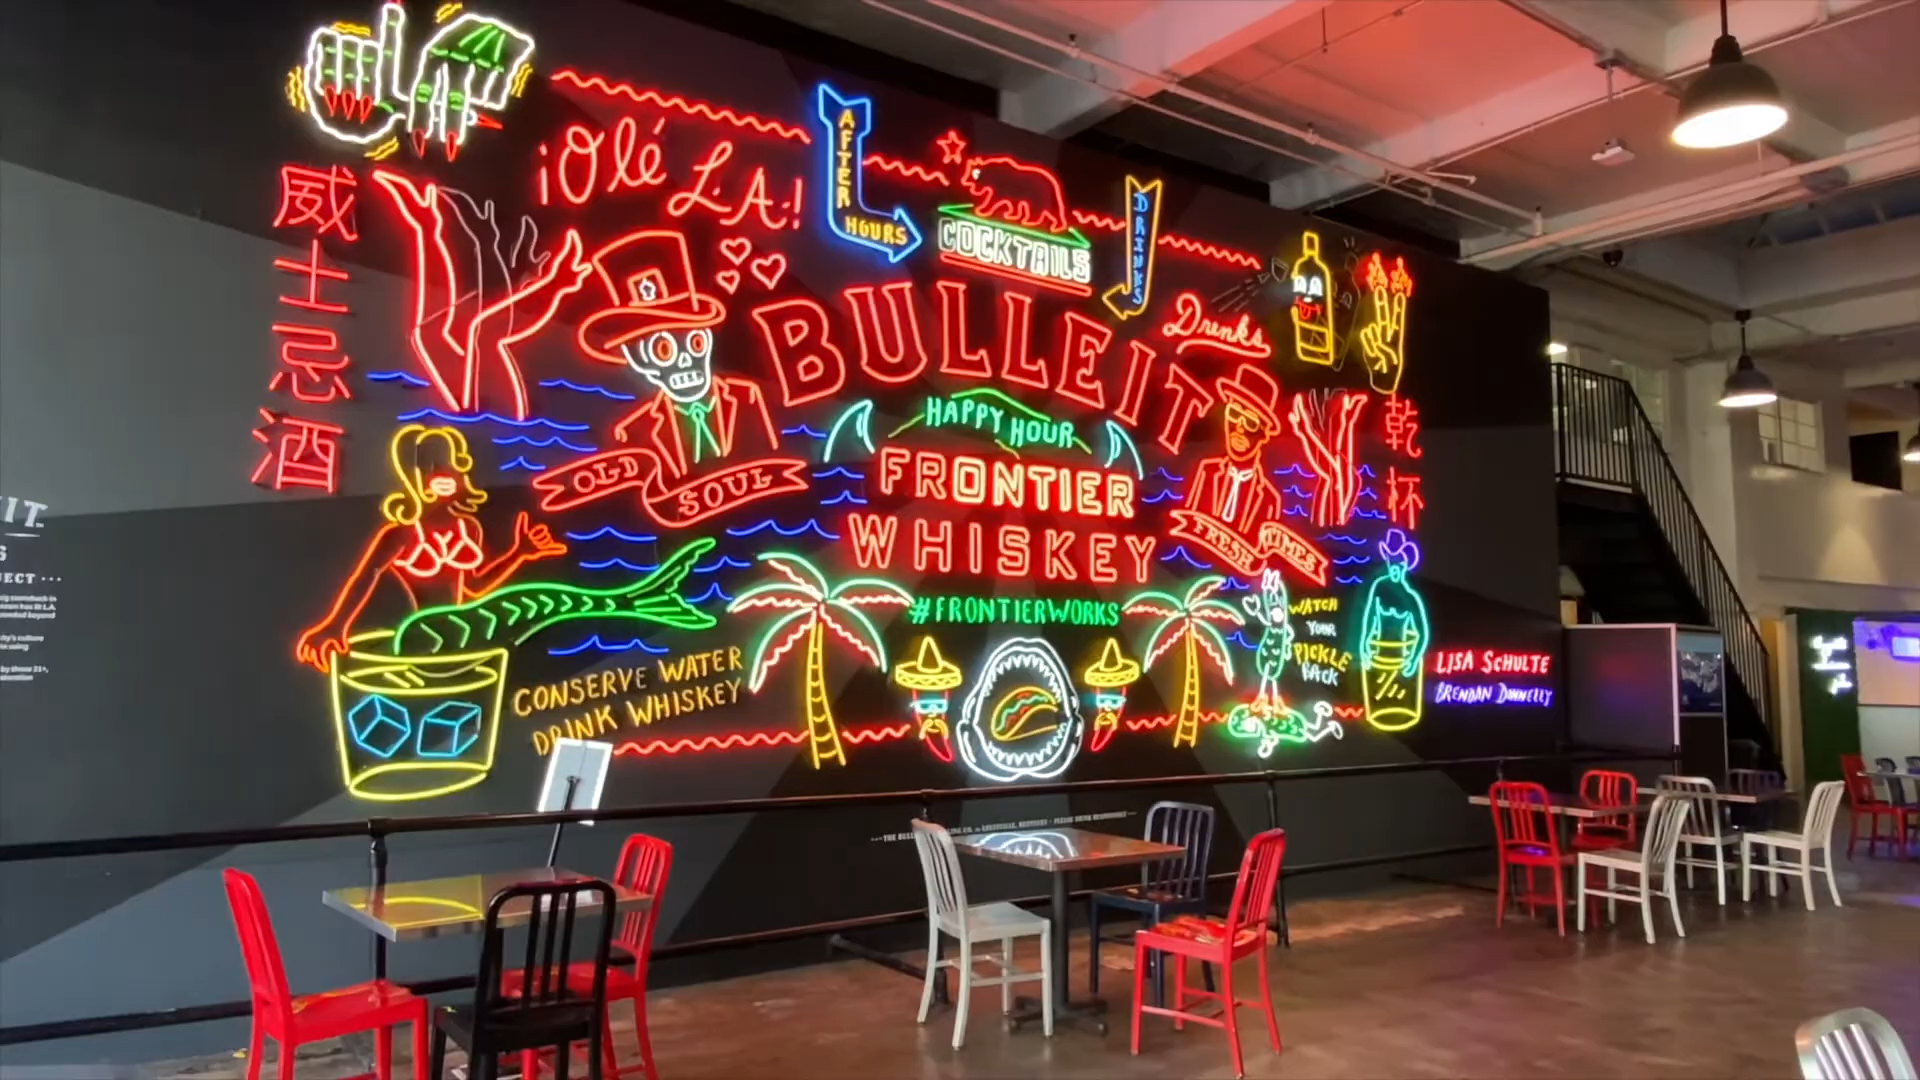 ¡Olé L.A.!
AFTER
HOURS
COCKTAILS
DRINKS
威士忌酒
BULLEIT
Drinks
HAPPY HOUR
FRONTIER
WHISKEY
OLD SOUL
FRESH TIMES
乾杯
#FRONTIERWORKS
WATCH
YOUR
PICKLE
BACK
CONSERVE WATER
DRINK WHISKEY
LISA SCHULTE
BRENDAN DONNELLY